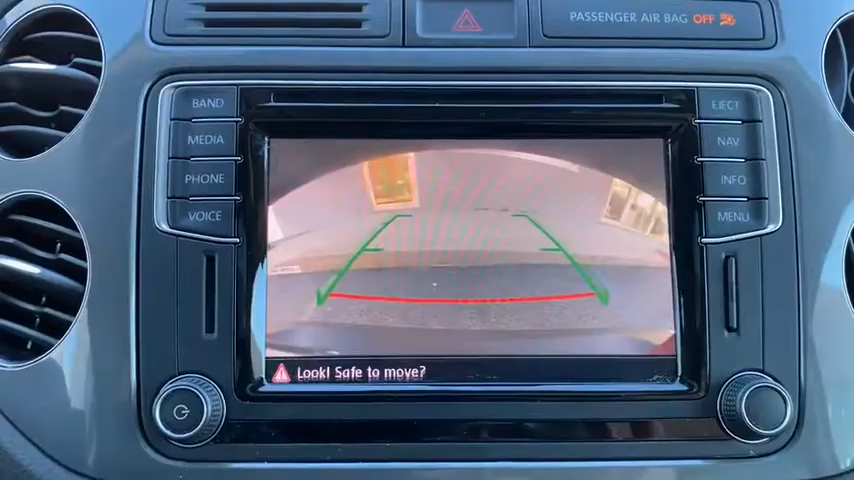 PASSENGER AIR BAG OFF
BAND
MEDIA
PHONE
VOICE
EJECT
NAV
INFO
MENU
Look! Safe to move?